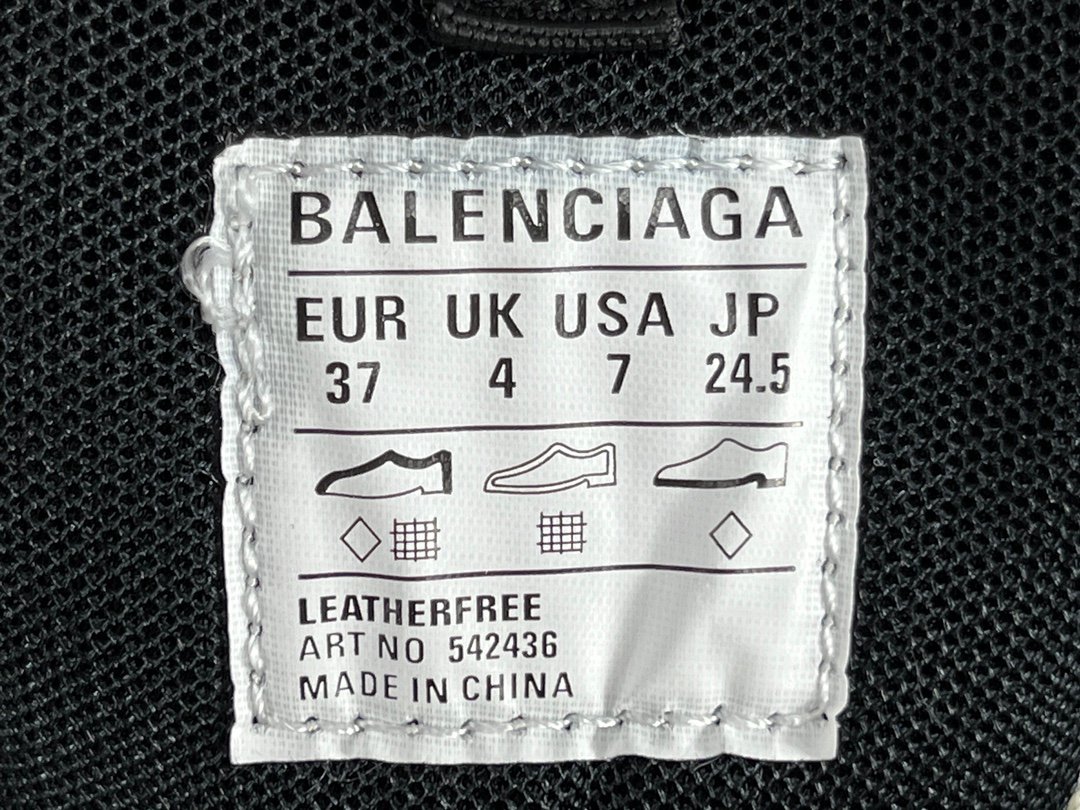 BALENCIAGA
EUR UK USA JP
37 4 7 24.5
LEATHERFREE
ART NO 542436
MADE IN CHINA